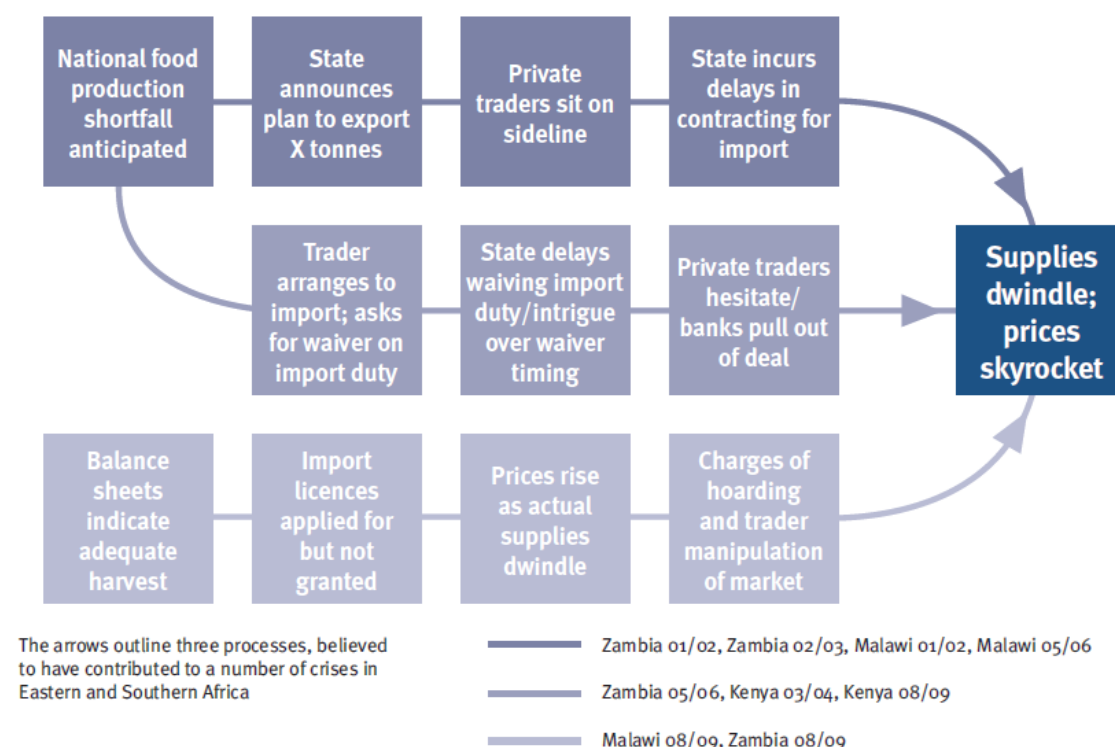 National food
production
shortfall
anticipated
State
announces
plan to export
X tonnes
Private
traders sit on
sideline
State incurs
delays in
contracting for
import
Trader
arranges to
import; asks
for waiver on
import duty
State delays
waiving import
duty/intrigue
over waiver
timing
Private traders
hesitate/
banks pull out
of deal
Supplies
dwindle;
prices
skyrocket
Balance
sheets
indicate
adequate
harvest
Import
licences
applied for
but not
granted
Prices rise
as actual
supplies
dwindle
Charges of
hoarding
and trader
manipulation
of market
The arrows outline three processes, believed
to have contributed to a number of crises in
Eastern and Southern Africa
Zambia 01/02, Zambia 02/03, Malawi 01/02, Malawi 05/06
Zambia 05/06, Kenya 03/04, Kenya 08/09
Malawi 08/09, Zambia 08/09